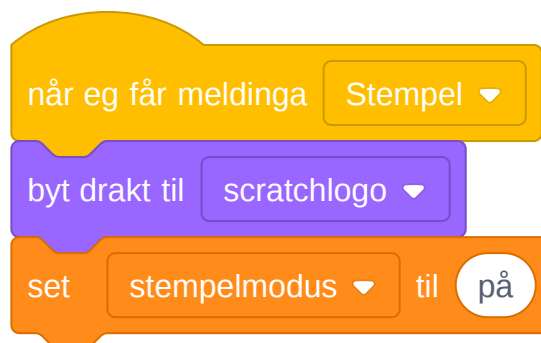 når eg får meldinga Stempel
byt drakt til scratchlogo
set stempelmodus til på